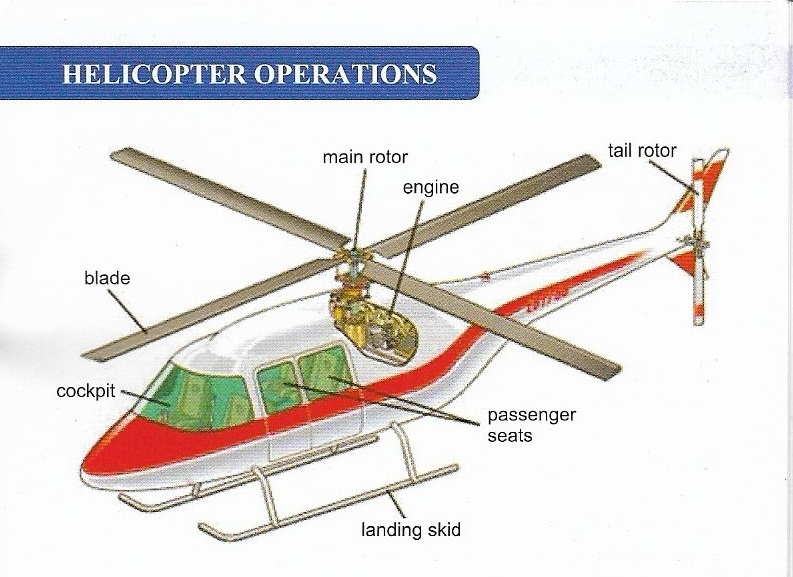 HELICOPTER OPERATIONS
main rotor
tail rotor
engine
blade
cockpit
passenger
seats
landing skid